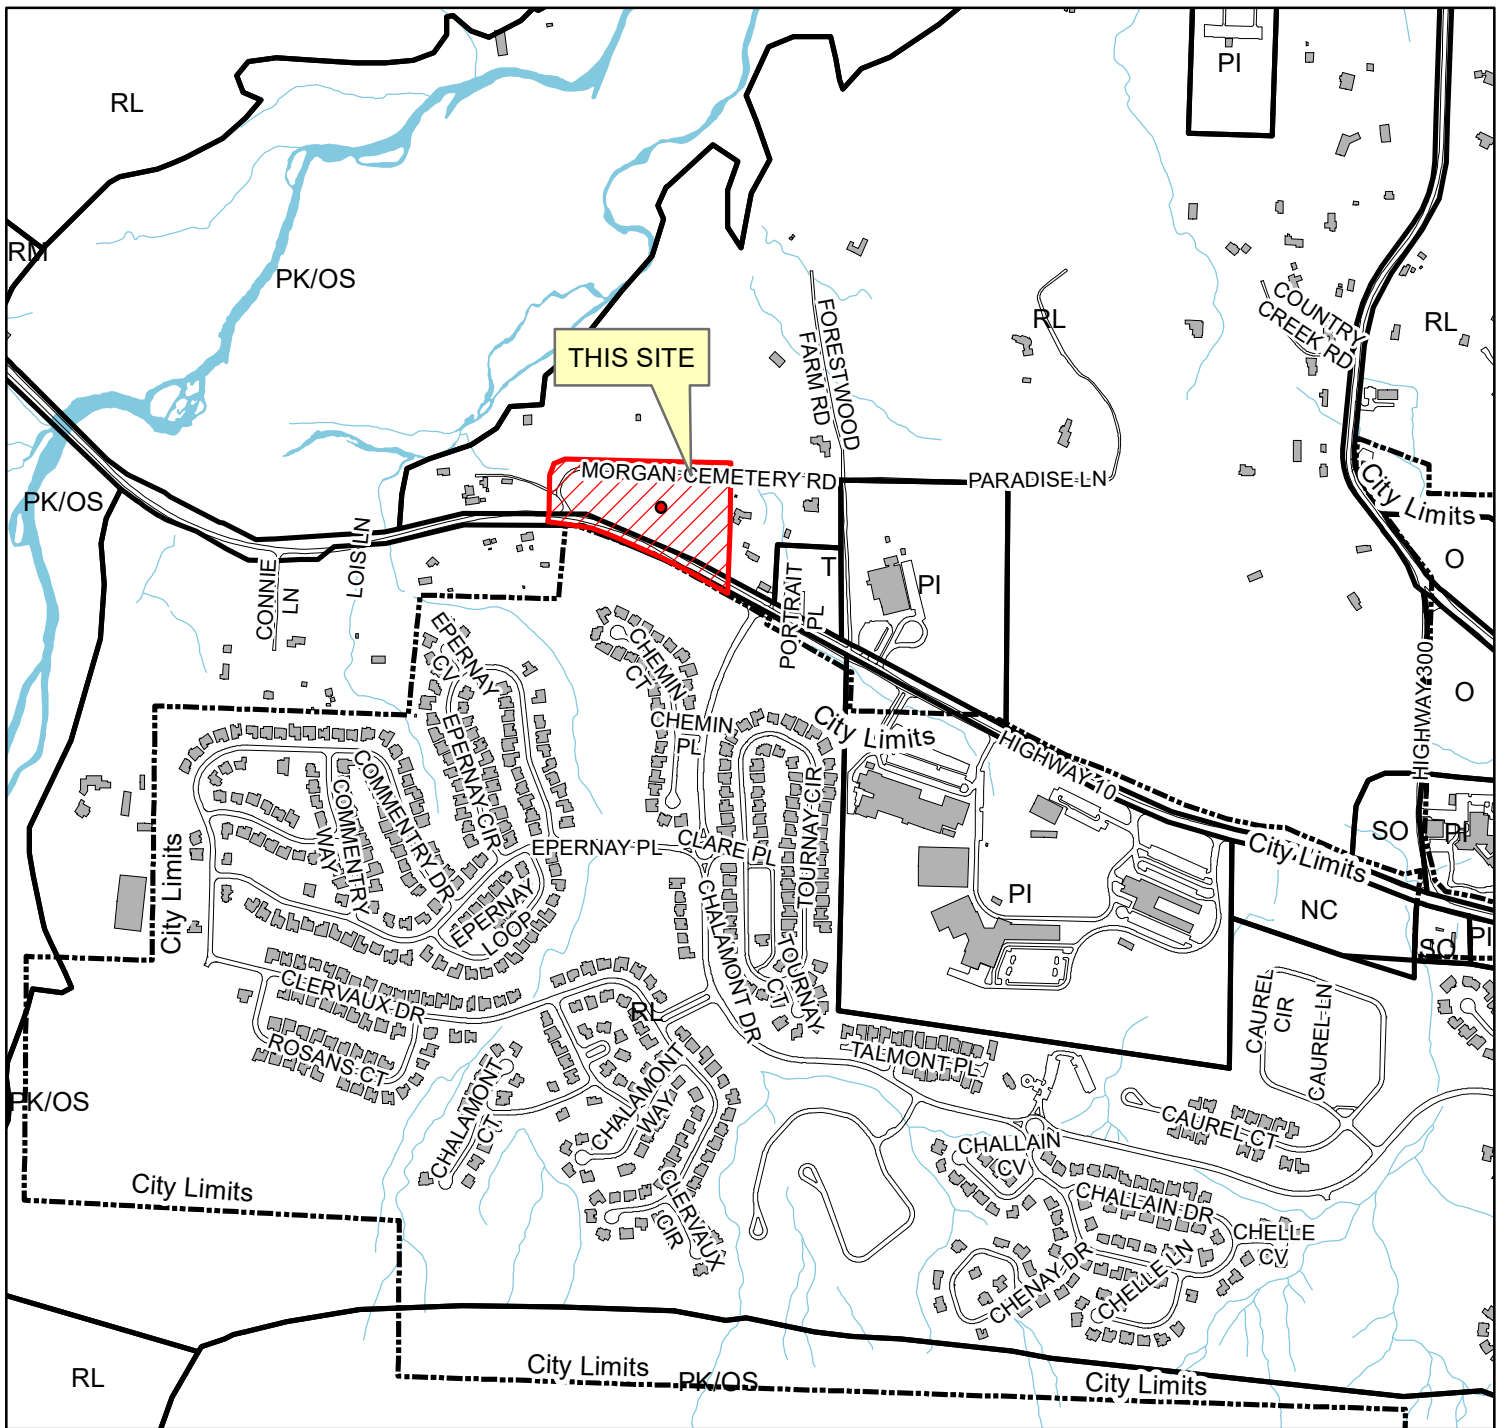 PI
RL
RM
PK/OS
COUNTRY
CREEK RD
RL
RL
FORESTWOOD
FARM RD
THIS SITE
MORGAN CEMETERY RD
PARADISE LN
City Limits
PK/OS
LOIS LN
CONNIE
LN
O
T
PI
PORTRAIT
PL
HIGHWAY 300
O
EPERNAY
CV
CHEMIN
CT
CHEMIN
PL
City Limits
HIGHWAY 10
EPERNAY CIR
COMMENTRY DR
COMMENTRY
WAY
TOURNAY CIR
SO
PI
EPERNAY PL
CLARE PL
City Limits
City Limits
PI
NC
CHALAMONT DR
EPERNAY
LOOP
TOURNAY
CT
SO
PI
CLERVAUX DR
RL
CAUREL
CIR
CAUREL LN
ROSANS CT
TALMONT PL
CHALAMONT
CT
CHALAMONT
WAY
PK/OS
CAUREL CT
CHALLAIN
CV
City Limits
CLERVAUX
CIR
CHALLAIN DR
CHELLE
CV
CHENAY DR
CHELLE LN
RL
City Limits
PK/OS
City Limits